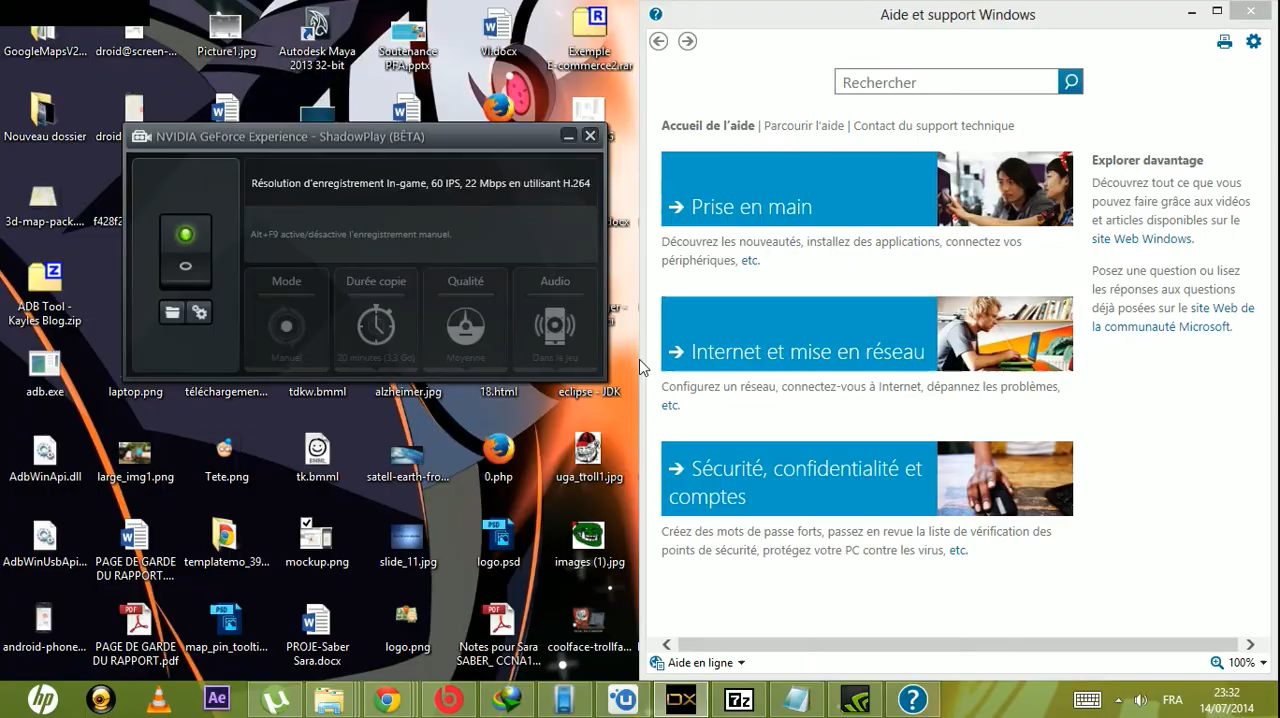 GoogleMapsV2...
droid@screen-...
Picture1.jpg
Autodesk Maya
2013 32-bit
Soutenance
PFA.pptx
VI.docx
Exemple
E-commerce2.rar
Nouveau dossier
NVIDIA GeForce Experience - ShadowPlay (BÊTA)
Résolution d'enregistrement In-game, 60 IPS, 22 Mbps en utilisant H.264
Alt+F9 active/désactive l'enregistrement manuel.
Mode
Manuel
Durée copie
20 minutes (3.3 Go)
Qualité
Moyenne
Audio
Dans le jeu
3d-map-pack...
ADB Tool -
Kayles Blog.zip
adb.exe
laptop.png
téléchargemen...
tdkw.bmml
alzheimer.jpg
18.html
eclipse - JDK
AdbWinApi.dll
large_img1.png
Tete.png
tk.bmml
satell-earth-fro...
0.php
uga_troll1.jpg
AdbWinUsbApi...
PAGE DE GARDE
DU RAPPORT....
templatemo_39...
mockup.png
slide_11.jpg
logo.psd
images (1).jpg
android-phone...
PAGE DE GARDE
DU RAPPORT.pdf
map_pin_toolti...
PROJE-Saber
Sara.docx
logo.png
Notes pour Sara
SABER_ CCNA1...
coolface-trollfa...
Aide et support Windows
Rechercher
Accueil de l'aide | Parcourir l'aide | Contact du support technique
Prise en main
Découvrez les nouveautés, installez des applications, connectez vos
périphériques, etc.
Internet et mise en réseau
Configurez un réseau, connectez-vous à Internet, dépannez les problèmes,
etc.
Sécurité, confidentialité et
comptes
Créez des mots de passe forts, passez en revue la liste de vérification des
points de sécurité, protégez votre PC contre les virus, etc.
Explorer davantage
Découvrez tout ce que vous
pouvez faire grâce aux vidéos
et articles disponibles sur le
site Web Windows.
Posez une question ou lisez
les réponses aux questions
déjà posées sur le site Web de
la communauté Microsoft.
Aide en ligne
100%
FRA
23:32
14/07/2014